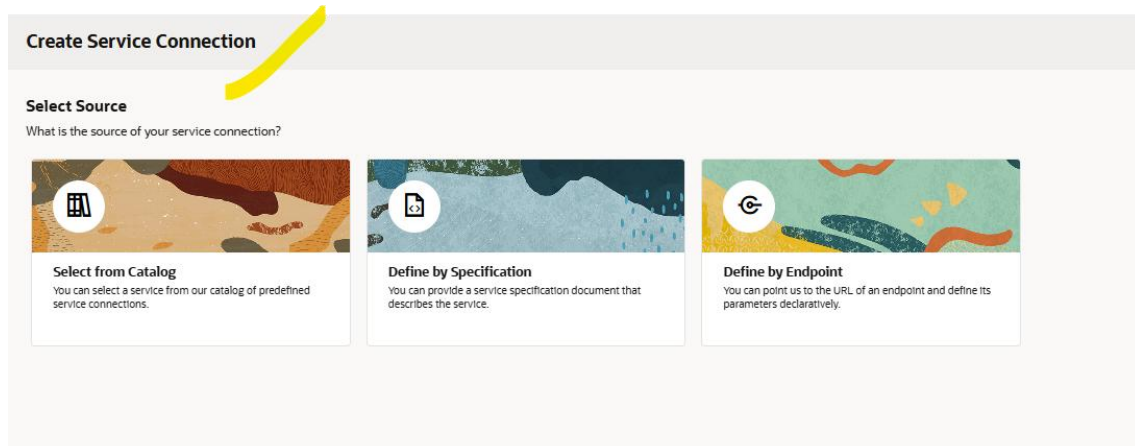 Create Service Connection
Select Source
What is the source of your service connection?
Select from Catalog
You can select a service from our catalog of predefined
service connections.
Define by Specification
You can provide a service specification document that
describes the service.
Define by Endpoint
You can point us to the URL of an endpoint and define its
parameters declaratively.